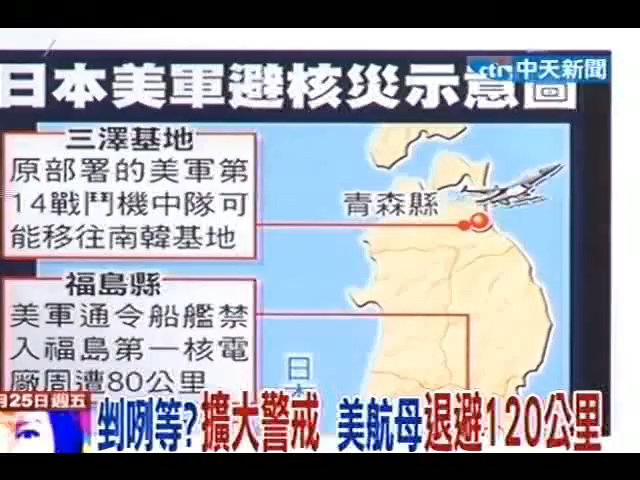 ctn 中天新聞
日本美軍避核災示意圖
三澤基地
原部署的美軍第
14戰鬥機中隊可
能移往南韓基地
青森縣
福島縣
美軍通令船艦禁
入福島第一核電
廠周遭80公里
日本
月25日週五
剉咧等?擴大警戒 美航母退避120公里